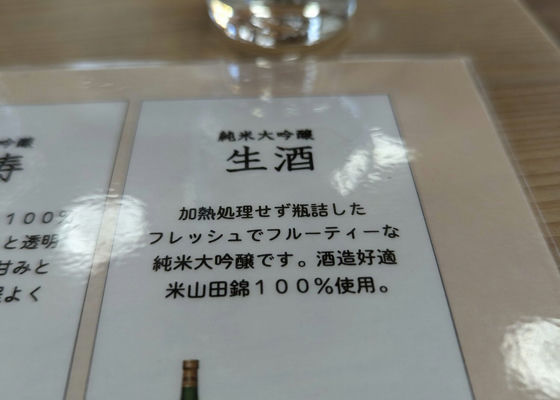 純米大吟醸
生酒
加熱処理せず瓶詰した
フレッシュでフルーティーな
純米大吟醸です。酒造好適
米山田錦１００％使用。
吟醸
寿
１００％
と透明
甘みと
よく